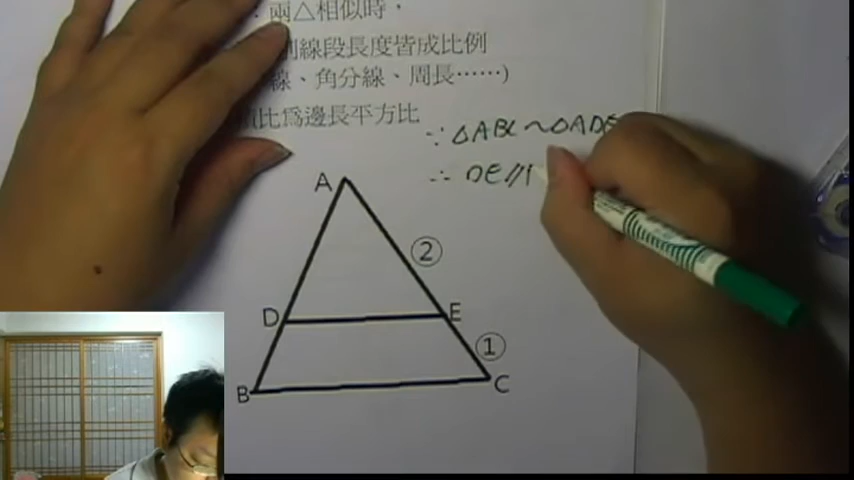 兩△相似時，
線段長度皆成比例
線、角分線、周長……)
比為邊長平方比
∵ △ABC～△ADE
∴ DE//
A
②
D
E
①
B
C